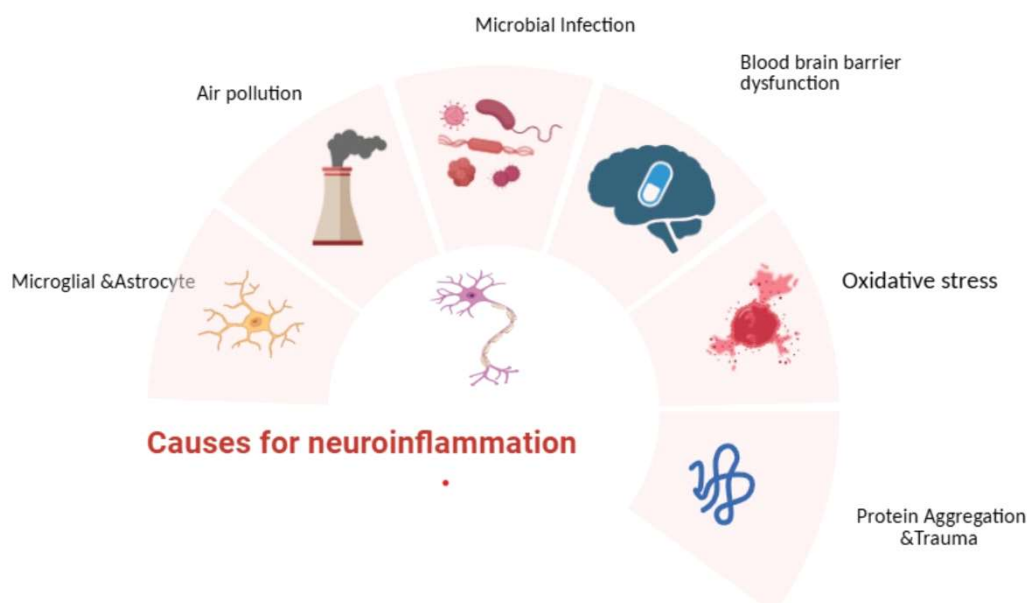 Microbial Infection
Blood brain barrier
dysfunction
Air pollution
Microglial &Astrocyte
Oxidative stress
Causes for neuroinflammation
Protein Aggregation
&Trauma